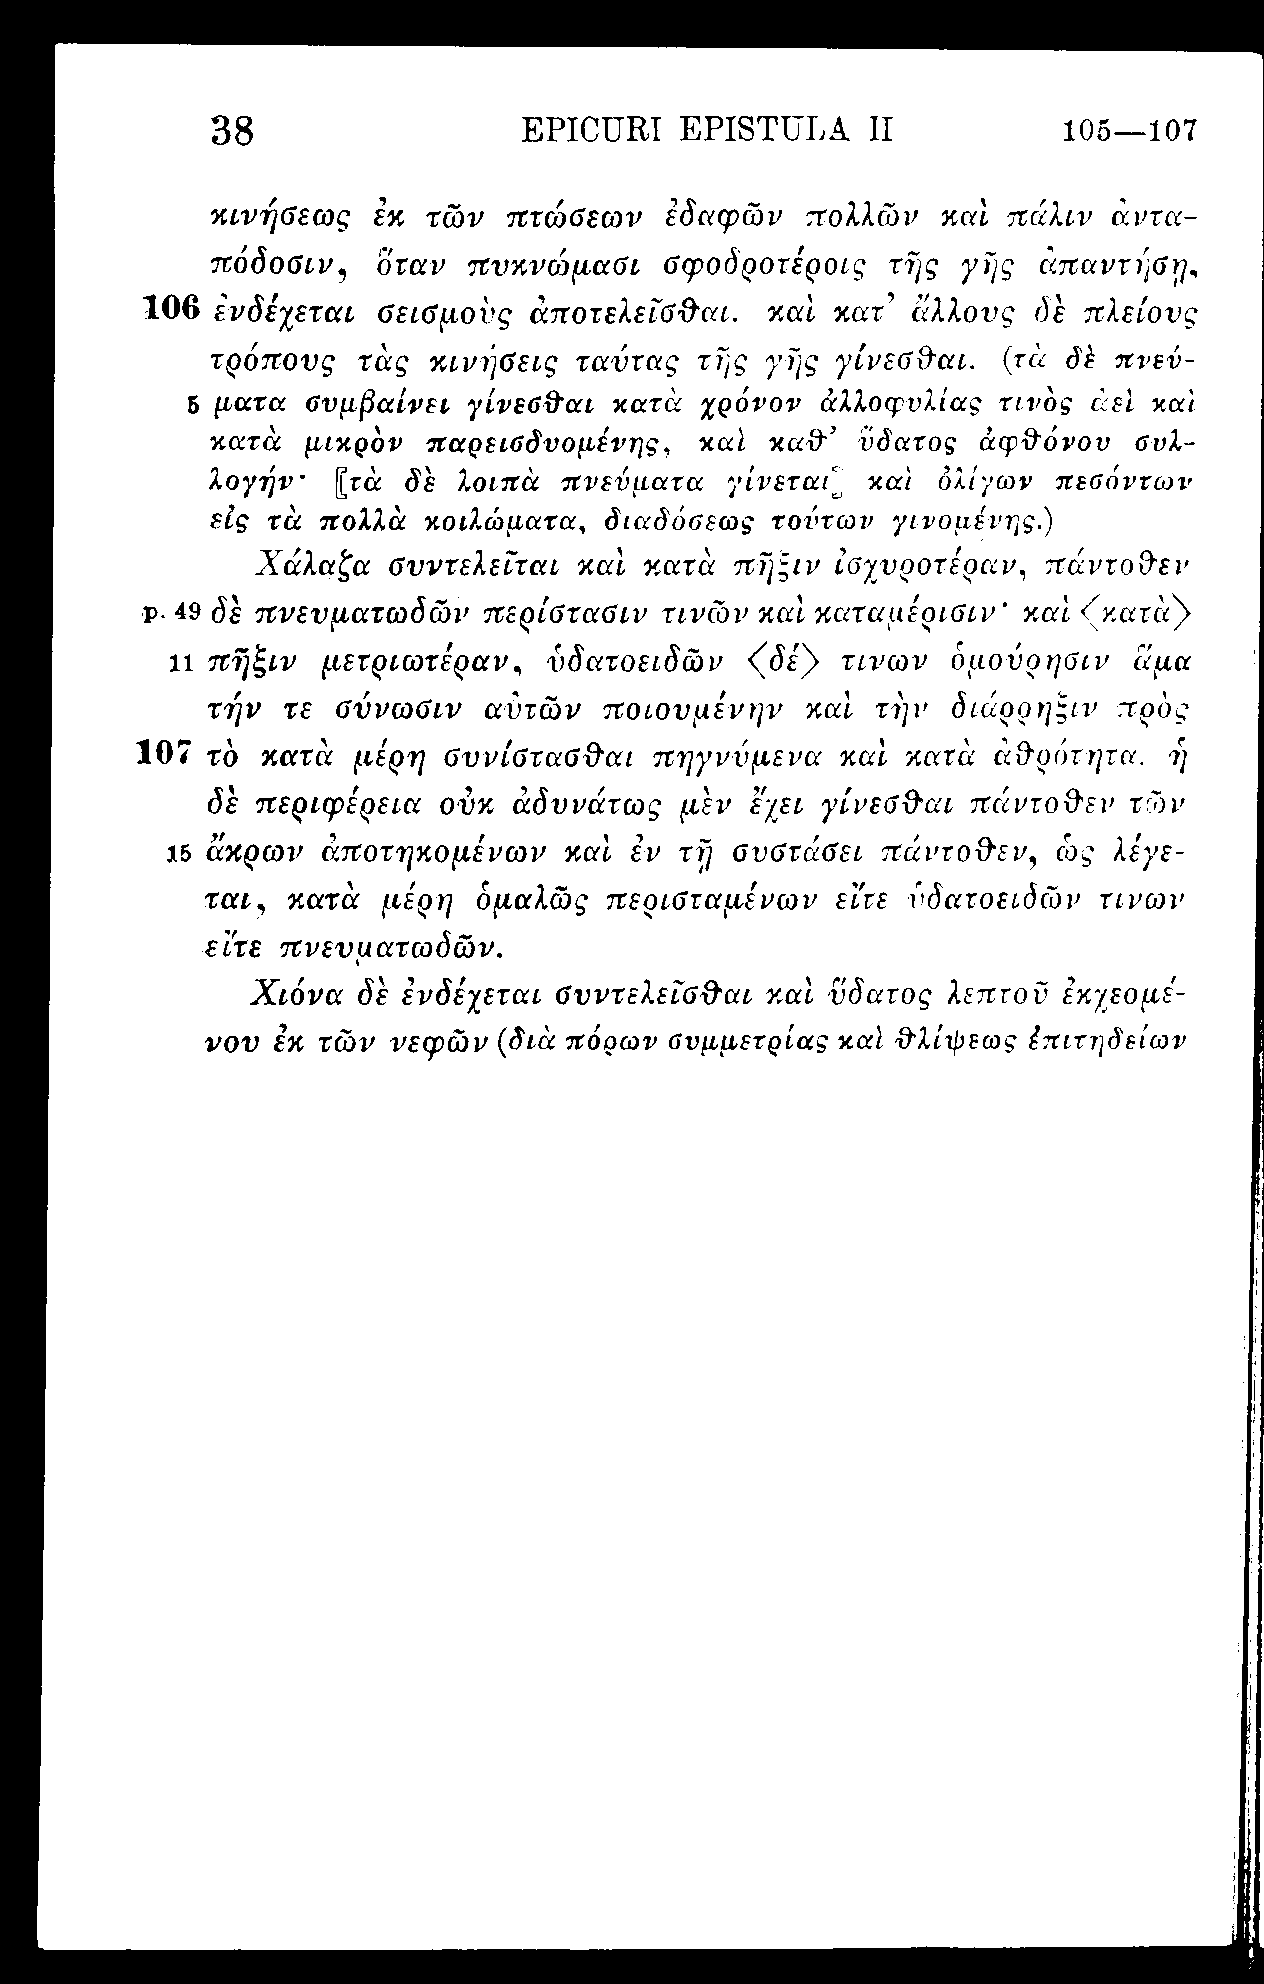 38 EPICURI EPISTULA II 105—107
κινήσεως ἐκ τῶν πτώσεων ἐδαφῶν πολλῶν καὶ πάλιν ἀντα-
πόδοσιν, ὅταν πυκνώμασι σφοδροτέροις τῆς γῆς ἀπαντήσῃ,
106 ἐνδέχεται σεισμοὺς ἀποτελεῖσθαι. καὶ κατ’ ἄλλους δὲ πλείους
τρόπους τὰς κινήσεις ταύτας τῆς γῆς γίνεσθαι. (τὰ δὲ πνεύ-
5 ματα συμβαίνει γίνεσθαι κατὰ χρόνον ἀλλοφυλίας τινὸς ἀεὶ καὶ
κατὰ μικρὸν παρεισδυομένης, καὶ καθ’ ὕδατος ἀφθόνου συλ-
λογήν· ⟦τὰ δὲ λοιπὰ πνεύματα γίνεται⟧ καὶ ὀλίγων πεσόντων
εἰς τὰ πολλὰ κοιλώματα, διαδόσεως τούτων γινομένης.)
Χάλαζα συντελεῖται καὶ κατὰ πῆξιν ἰσχυροτέραν, πάντοθεν
p. 49 δὲ πνευματωδῶν περίστασιν τινῶν καὶ καταμέρισιν· καὶ ⟨κατὰ⟩
11 πῆξιν μετριωτέραν, ὑδατοειδῶν ⟨δέ⟩ τινων ὁμούρησιν ἅμα
τήν τε σύνωσιν αὐτῶν ποιουμένην καὶ τὴν διάρρηξιν πρὸς
107 τὸ κατὰ μέρη συνίστασθαι πηγνύμενα καὶ κατὰ ἀθρότητα. ἡ
δὲ περιφέρεια οὐκ ἀδυνάτως μὲν ἔχει γίνεσθαι πάντοθεν τῶν
15 ἄκρων ἀποτηκομένων καὶ ἐν τῇ συστάσει πάντοθεν, ὡς λέγε-
ται, κατὰ μέρη ὁμαλῶς περισταμένων εἴτε ὑδατοειδῶν τινων
εἴτε πνευματωδῶν.
Χιόνα δὲ ἐνδέχεται συντελεῖσθαι καὶ ὕδατος λεπτοῦ ἐκχεομέ-
νου ἐκ τῶν νεφῶν (διὰ πόρων συμμετρίας καὶ θλίψεως ἐπιτηδείων